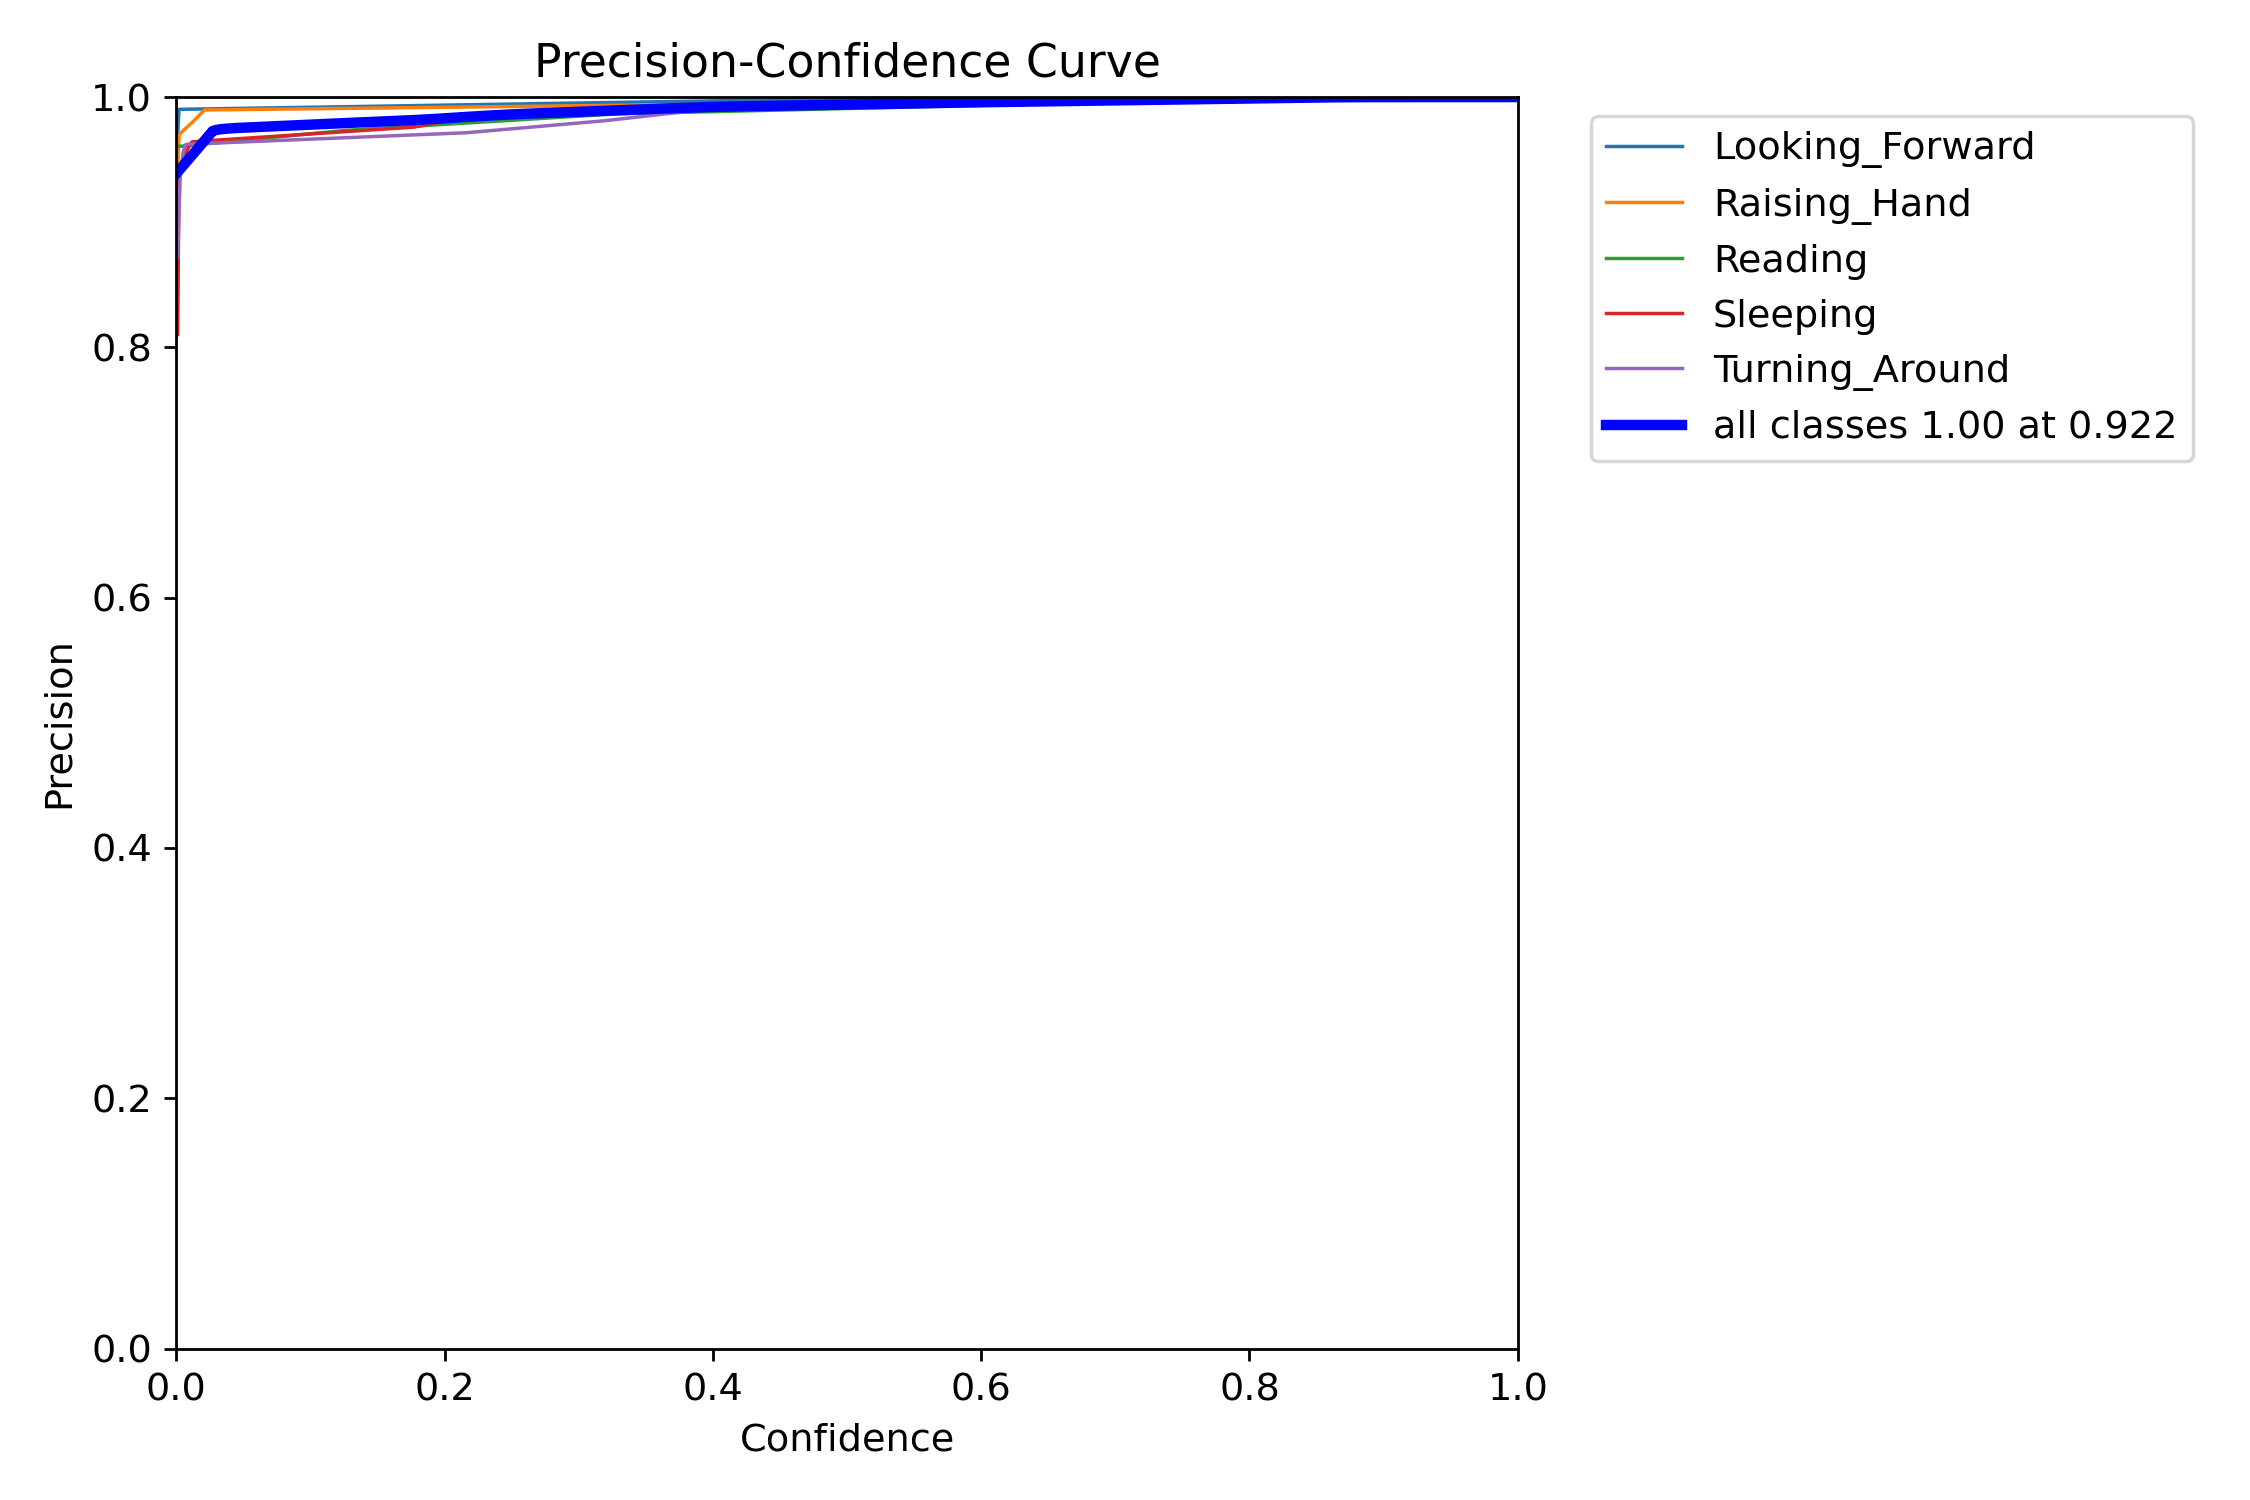 Precision-Confidence Curve
1.0
0.8
0.6
0.4
0.2
0.0
Precision
0.0 0.2 0.4 0.6 0.8 1.0
Confidence
Looking_Forward
Raising_Hand
Reading
Sleeping
Turning_Around
all classes 1.00 at 0.922